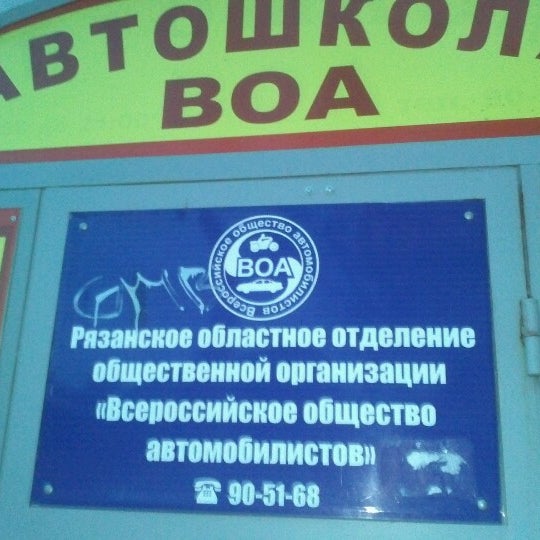 АВТОШКОЛА
ВОА
Всероссийское общество автомобилистов
ВОА
Рязанское областное отделение
общественной организации
«Всероссийское общество
автомобилистов»
90-51-68